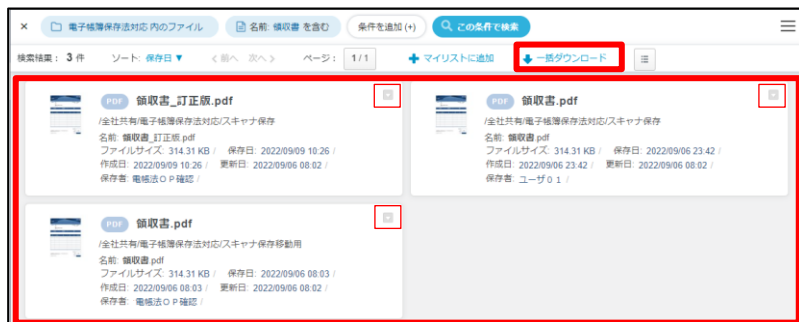 × 電子帳簿保存法対応 内のファイル 名前: 領収書 を含む 条件を追加 (+) この条件で検索
検索結果： 3 件 ソート: 保存日▼ < 前へ 次へ > ページ： 1 / 1 マイリストに追加 一括ダウンロード
PDF 領収書_訂正版.pdf
/全社共有/電子帳簿保存法対応/スキャナ保存
名前: 領収書_訂正版.pdf
ファイルサイズ: 314.31 KB / 保存日: 2022/09/09 10:26 /
作成日: 2022/09/09 10:26 / 更新日: 2022/09/06 08:02 /
保存者: 電帳法ＯＰ確認 /
PDF 領収書.pdf
/全社共有/電子帳簿保存法対応/スキャナ保存
名前: 領収書.pdf
ファイルサイズ: 314.31 KB / 保存日: 2022/09/06 23:42 /
作成日: 2022/09/06 23:42 / 更新日: 2022/09/06 08:02 /
保存者: ユーザ０１ /
PDF 領収書.pdf
/全社共有/電子帳簿保存法対応/スキャナ保存移動用
名前: 領収書.pdf
ファイルサイズ: 314.31 KB / 保存日: 2022/09/06 08:03 /
作成日: 2022/09/06 08:03 / 更新日: 2022/09/06 08:02 /
保存者: 電帳法ＯＰ確認 /